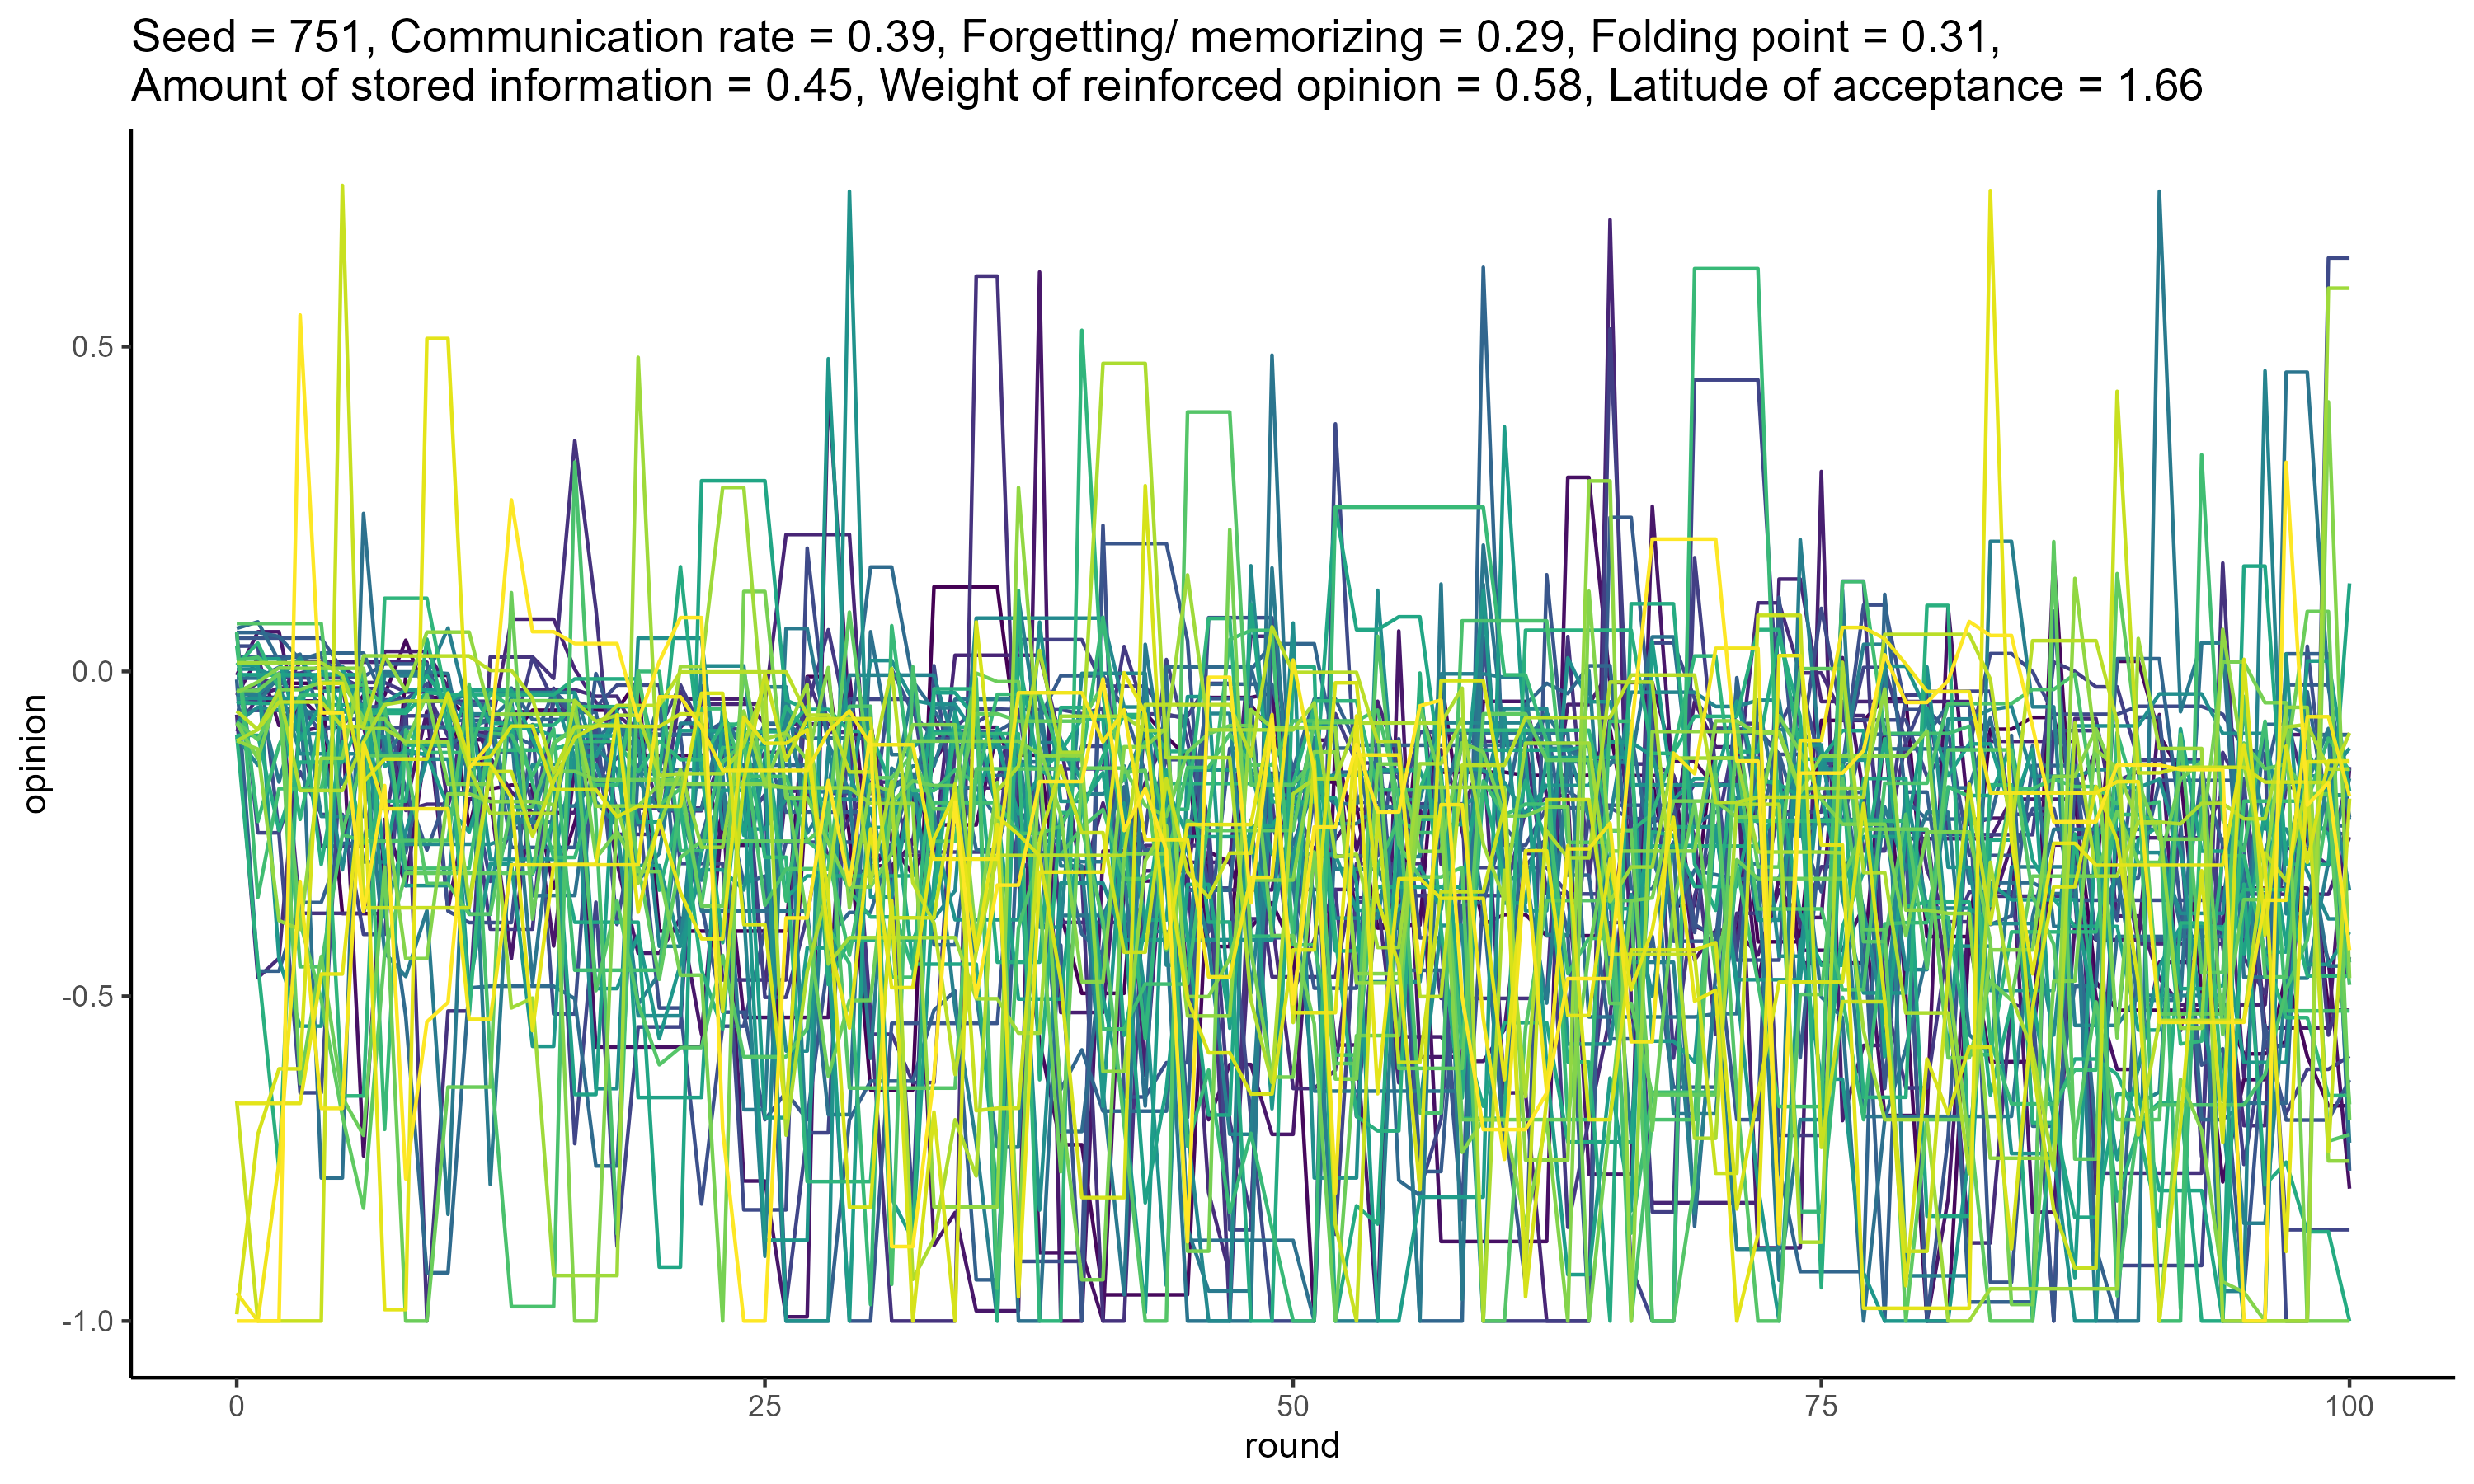 Seed = 751, Communication rate = 0.39, Forgetting/ memorizing = 0.29, Folding point = 0.31,
Amount of stored information = 0.45, Weight of reinforced opinion = 0.58, Latitude of acceptance = 1.66
opinion
0.5
0.0
-0.5
-1.0
0 25 50 75 100
round